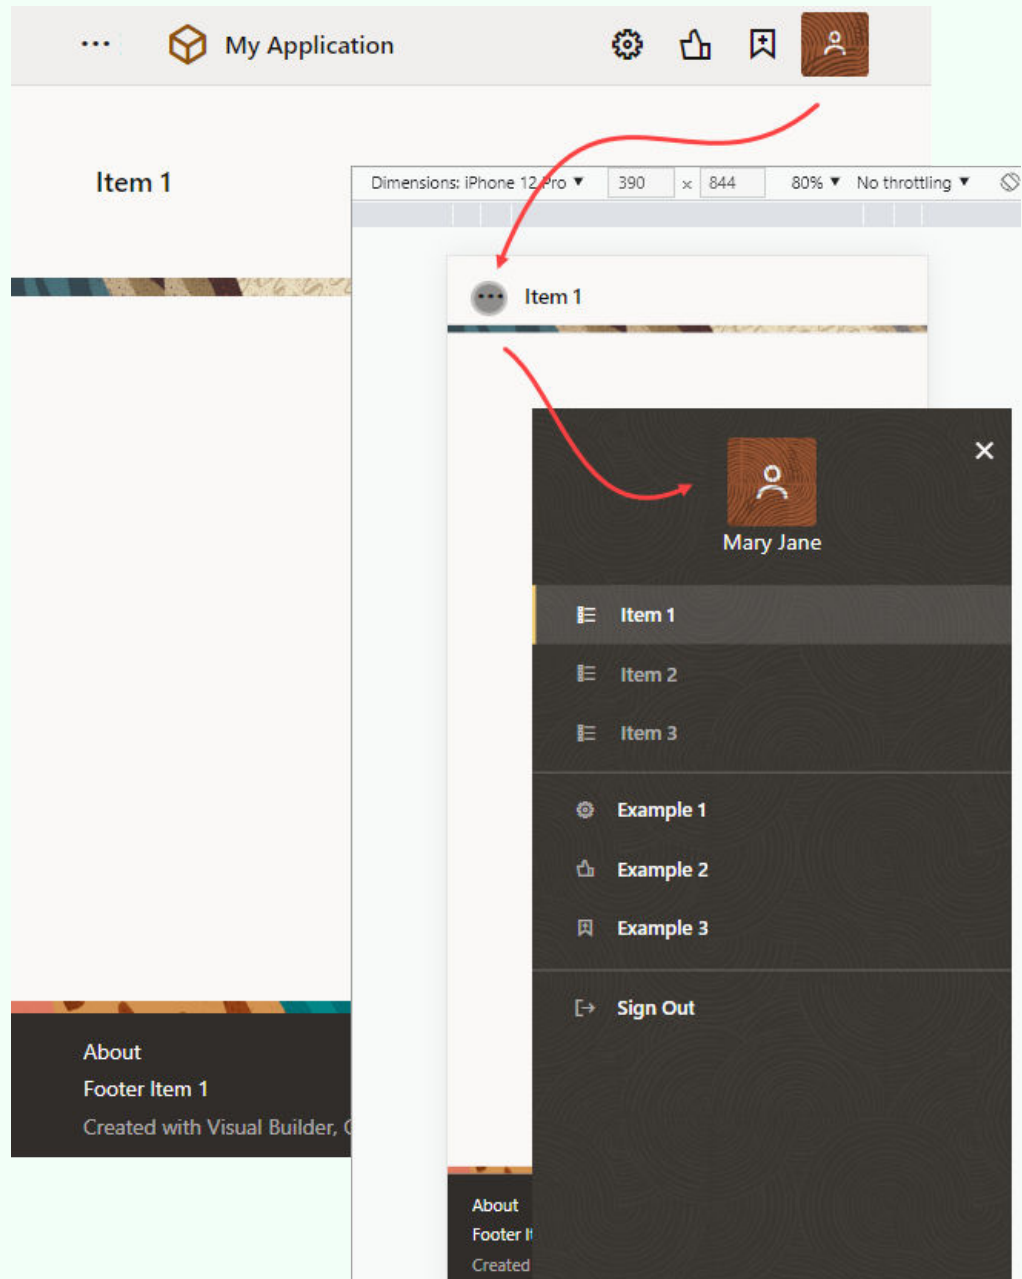 My Application
Item 1
Dimensions: iPhone 12 Pro ▼ 390 × 844 80% ▼ No throttling ▼
Item 1
Mary Jane
Item 1
Item 2
Item 3
Example 1
Example 2
Example 3
Sign Out
About
Footer Item 1
Created with Visual Builder,
About
Footer
Created